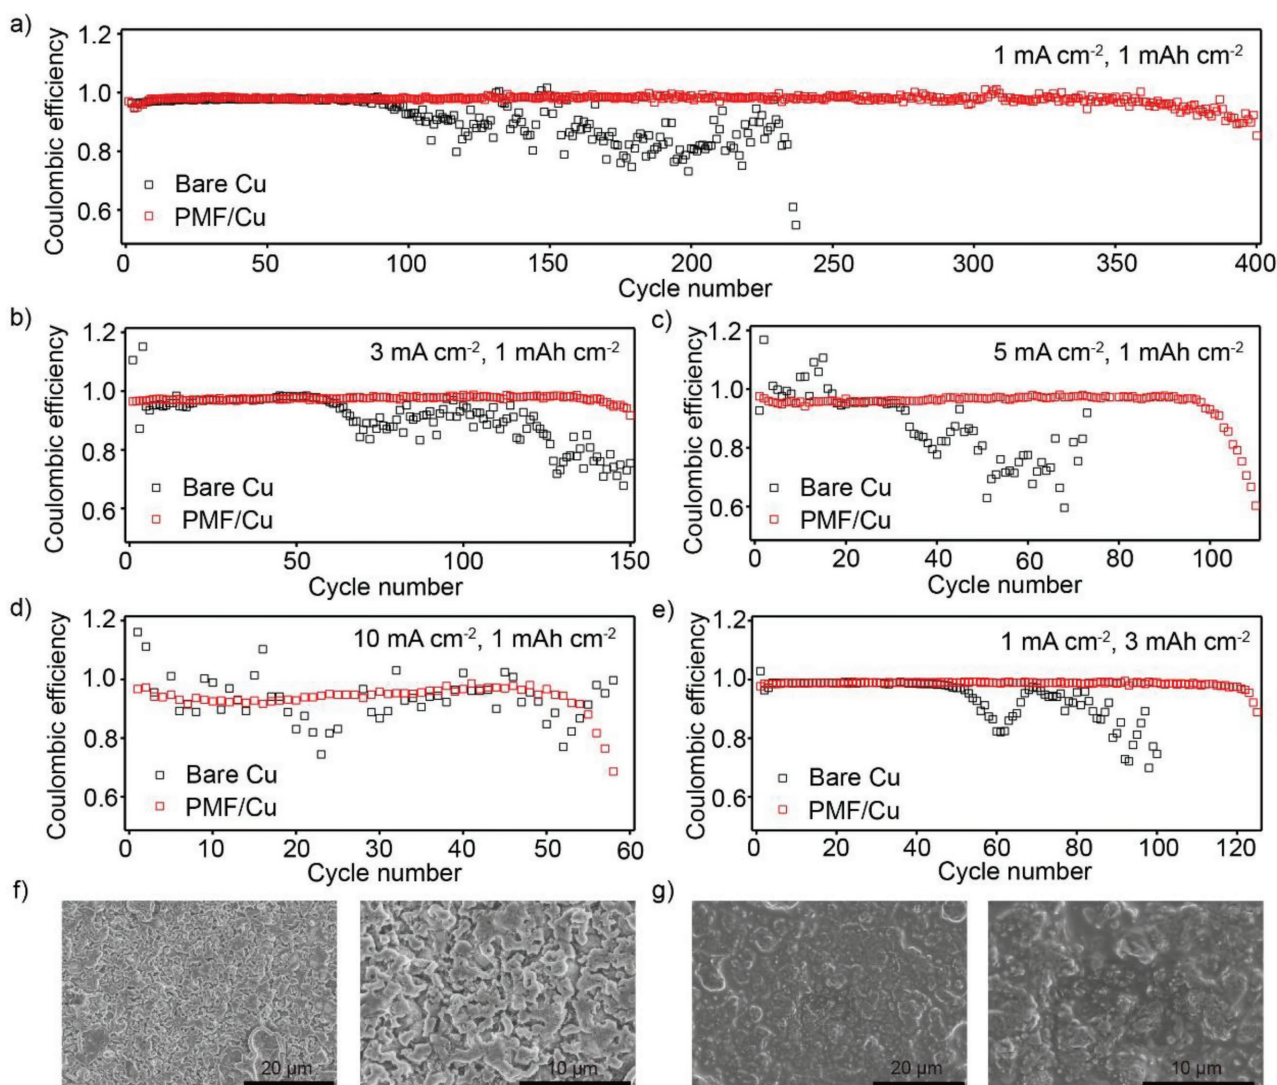 a)
Coulombic efficiency
1.2
1.0
0.8
0.6
1 mA cm-2, 1 mAh cm-2
Bare Cu
PMF/Cu
0 50 100 150 200 250 300 350 400
Cycle number
b)
Coulombic efficiency
1.2
1.0
0.8
0.6
3 mA cm-2, 1 mAh cm-2
Bare Cu
PMF/Cu
0 50 100 150
Cycle number
c)
Coulombic efficiency
1.2
1.0
0.8
0.6
5 mA cm-2, 1 mAh cm-2
Bare Cu
PMF/Cu
0 20 40 60 80 100
Cycle number
d)
Coulombic efficiency
1.2
1.0
0.8
0.6
10 mA cm-2, 1 mAh cm-2
Bare Cu
PMF/Cu
0 10 20 30 40 50 60
Cycle number
e)
Coulombic efficiency
1.2
1.0
0.8
0.6
1 mA cm-2, 3 mAh cm-2
Bare Cu
PMF/Cu
0 20 40 60 80 100 120
Cycle number
f)
20 μm
10 μm
g)
20 μm
10 μm